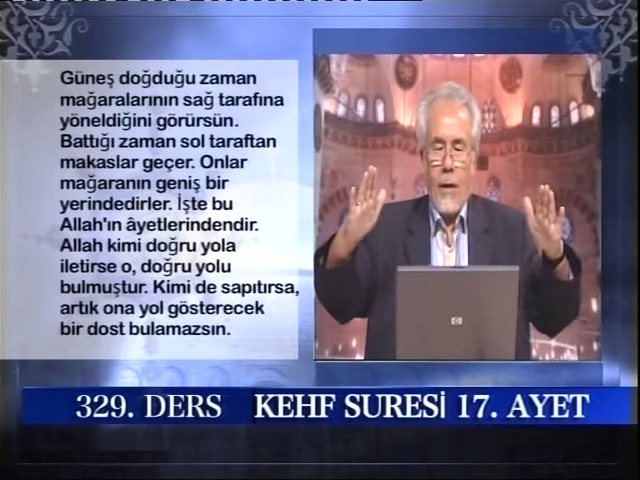 Güneş doğduğu zaman
mağaralarının sağ tarafına
yöneldiğini görürsün.
Battığı zaman sol taraftan
makaslar geçer. Onlar
mağaranın geniş bir
yerindedirler. İşte bu
Allah'ın âyetlerindendir.
Allah kimi doğru yola
iletirse o, doğru yolu
bulmuştur. Kimi de sapıtırsa,
artık ona yol gösterecek
bir dost bulamazsın.
hp
329. DERS KEHF SURESİ 17. AYET